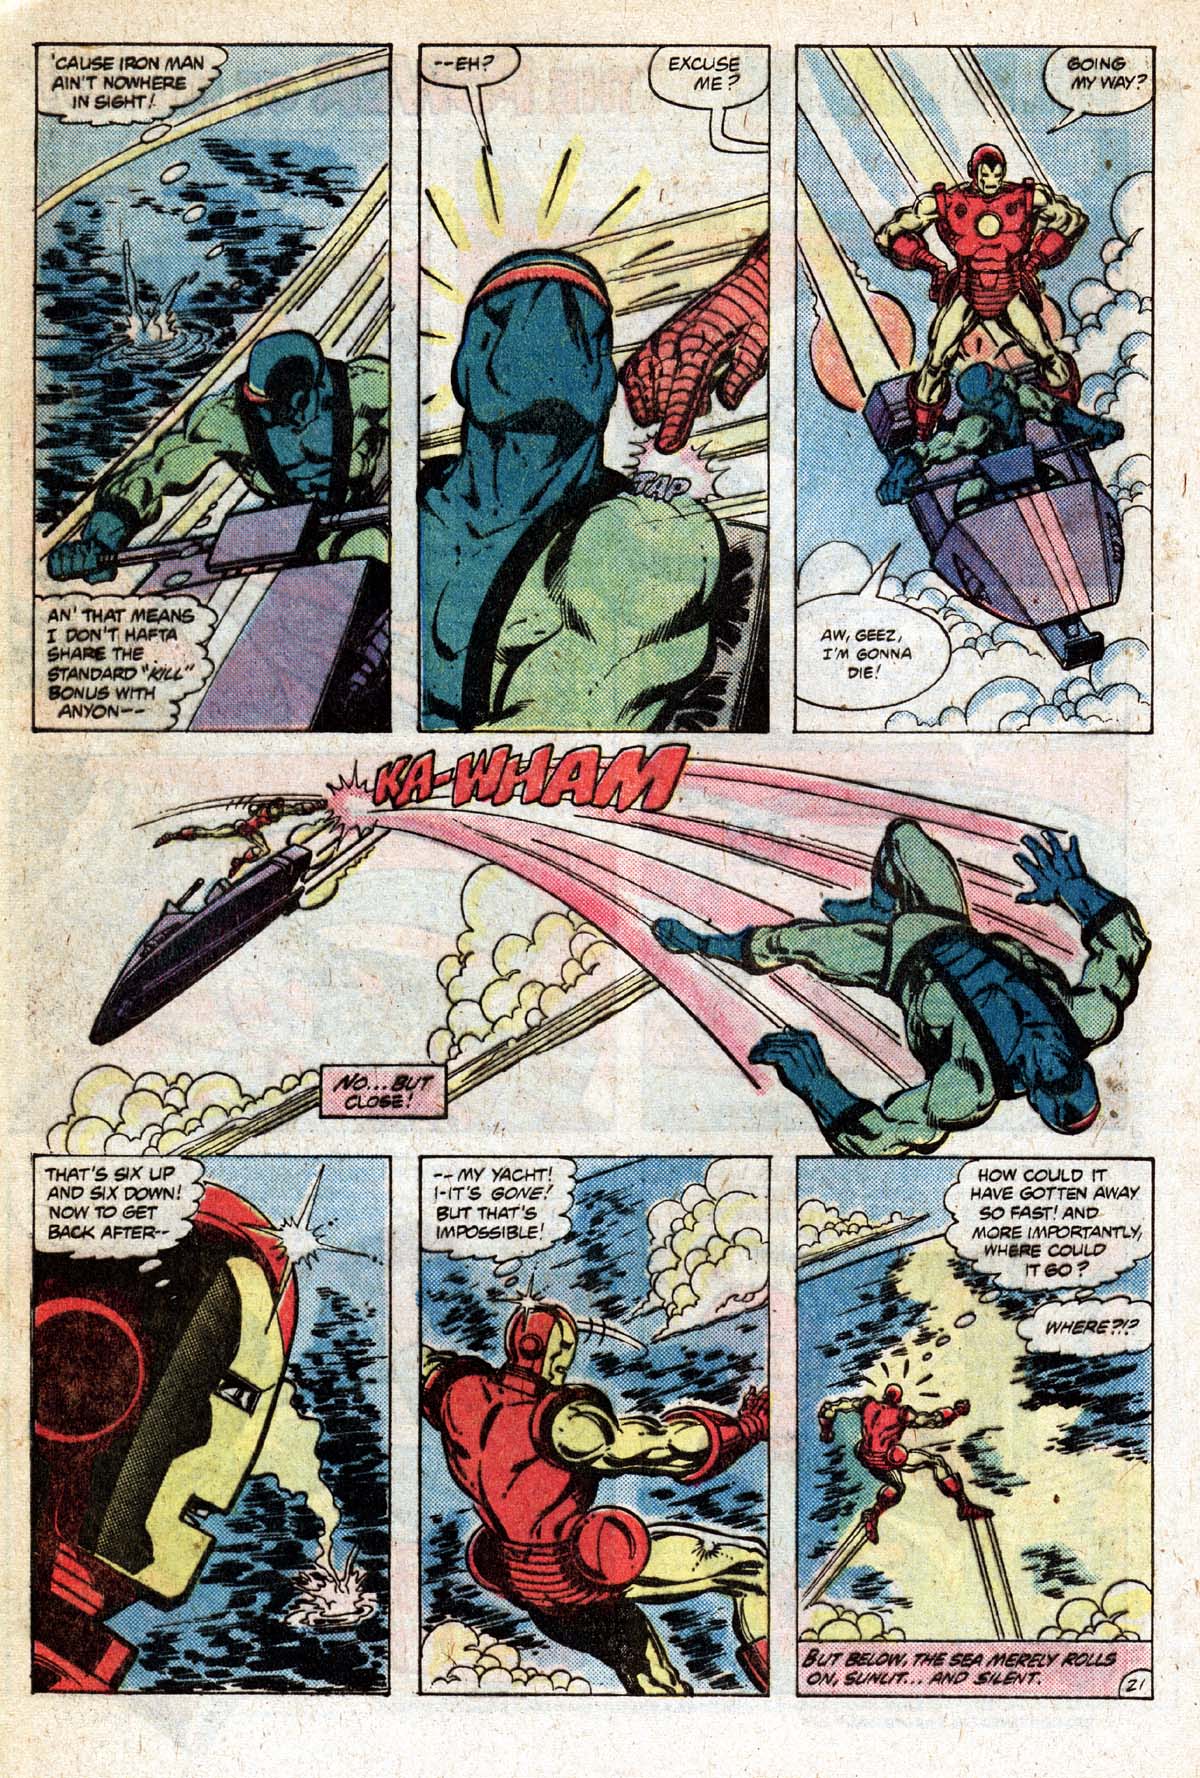 'CAUSE IRON MAN
AIN'T NOWHERE
IN SIGHT!
AN' THAT MEANS
I DON'T HAFTA
SHARE THE
STANDARD "KILL"
BONUS WITH
ANYON--
--EH?
EXCUSE
ME?
TAP
GOING
MY WAY?
AW, GEEZ,
I'M GONNA
DIE!
KA-WHAM
NO...BUT
CLOSE!
THAT'S SIX UP
AND SIX DOWN!
NOW TO GET
BACK AFTER--
-- MY YACHT!
I-IT'S GONE!
BUT THAT'S
IMPOSSIBLE!
HOW COULD IT
HAVE GOTTEN AWAY
SO FAST! AND
MORE IMPORTANTLY,
WHERE COULD
IT GO?
WHERE?!?
BUT BELOW, THE SEA MERELY ROLLS
ON, SUNLIT... AND SILENT.
21